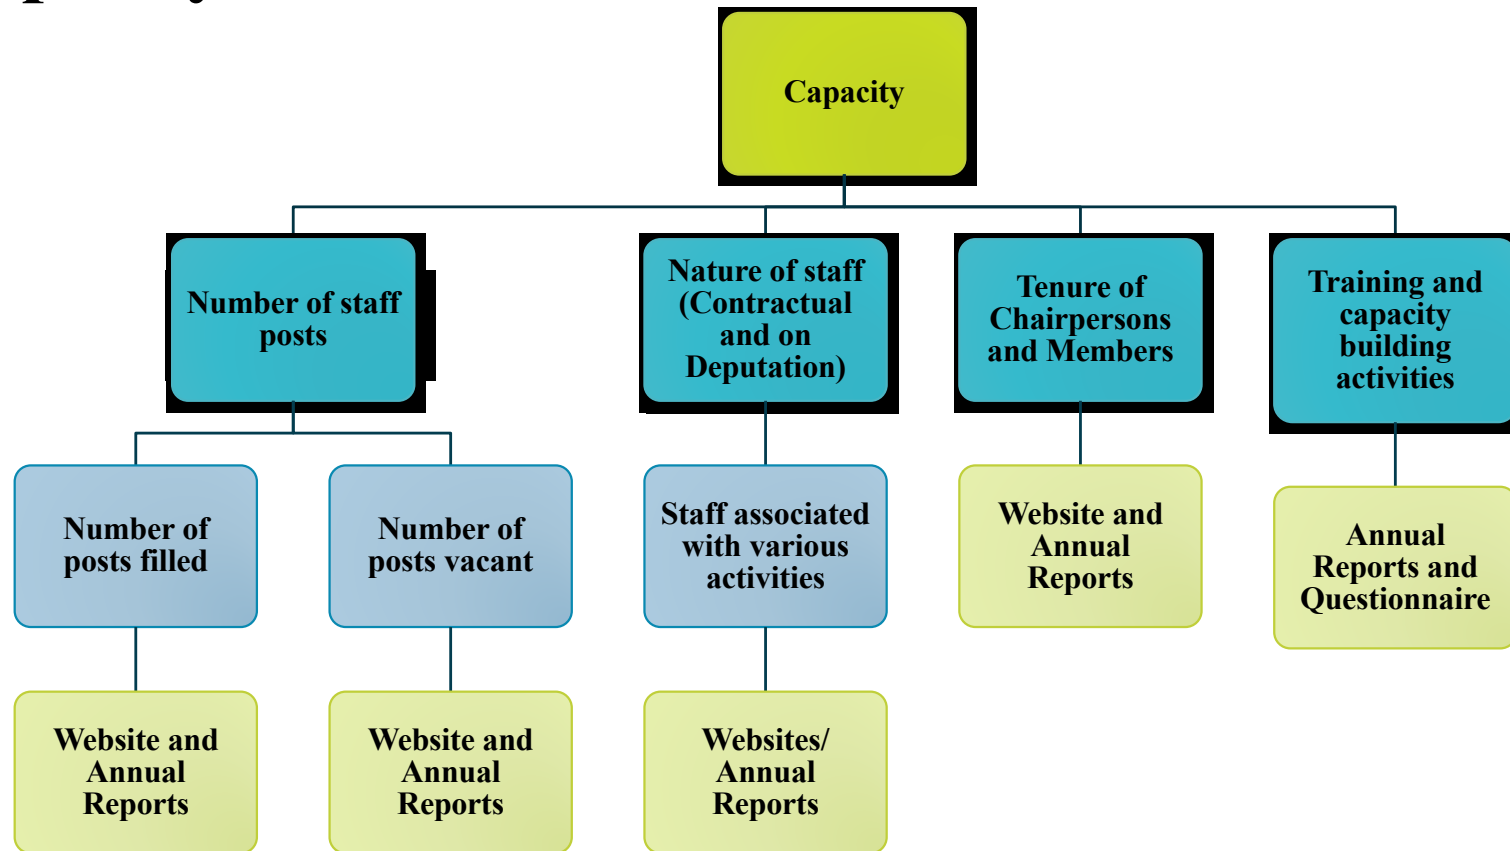 Capacity
Number of staff
posts
Nature of staff
(Contractual
and on
Deputation)
Tenure of
Chairpersons
and Members
Training and
capacity
building
activities
Number of
posts filled
Number of
posts vacant
Staff associated
with various
activities
Website and
Annual
Reports
Annual
Reports and
Questionnaire
Website and
Annual
Reports
Website and
Annual
Reports
Websites/
Annual
Reports